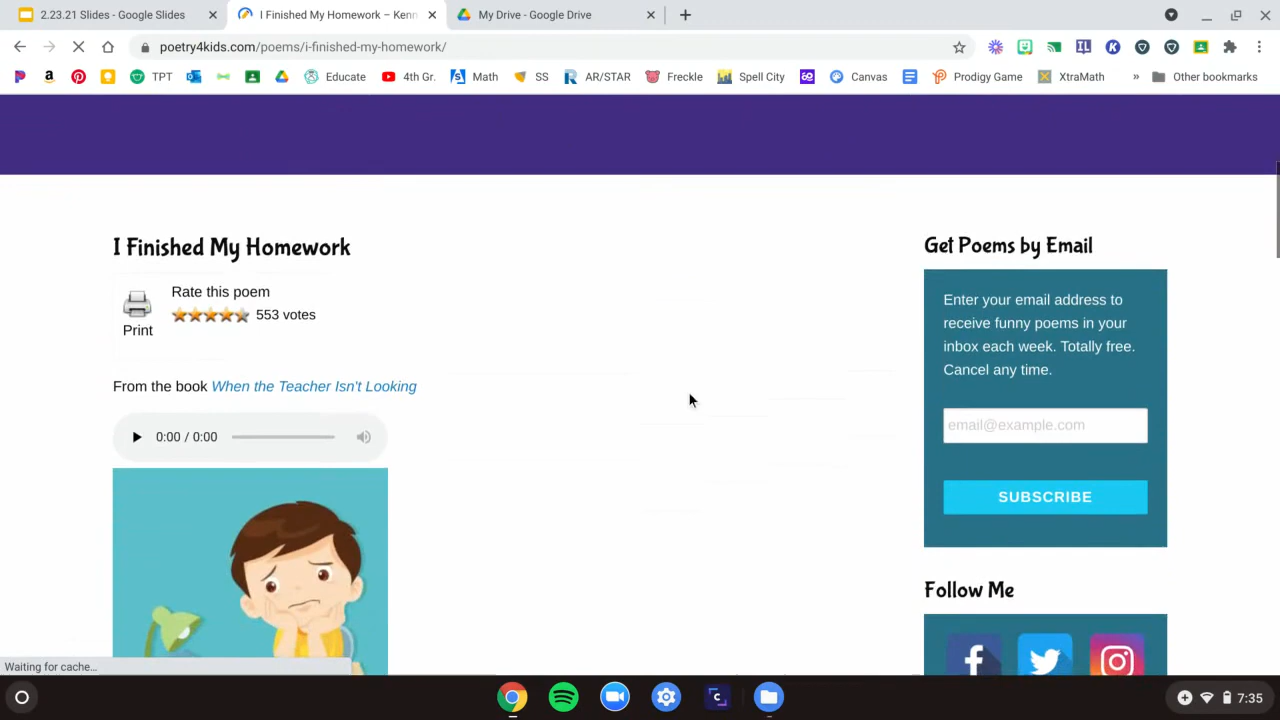 2.23.21 Slides - Google Slides
I Finished My Homework – Kenn
My Drive - Google Drive
poetry4kids.com/poems/i-finished-my-homework/
TPT
Educate
4th Gr.
Math
SS
AR/STAR
Freckle
Spell City
Canvas
Prodigy Game
XtraMath
»
Other bookmarks
I Finished My Homework
Rate this poem
553 votes
Print
From the book When the Teacher Isn't Looking
0:00 / 0:00
Get Poems by Email
Enter your email address to
receive funny poems in your
inbox each week. Totally free.
Cancel any time.
email@example.com
SUBSCRIBE
Follow Me
Waiting for cache...
7:35